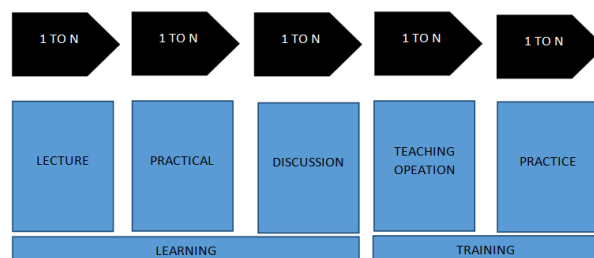 1 TO N
1 TO N
1 TO N
1 TO N
1 TO N
LECTURE
PRACTICAL
DISCUSSION
TEACHING
OPEATION
PRACTICE
LEARNING
TRAINING